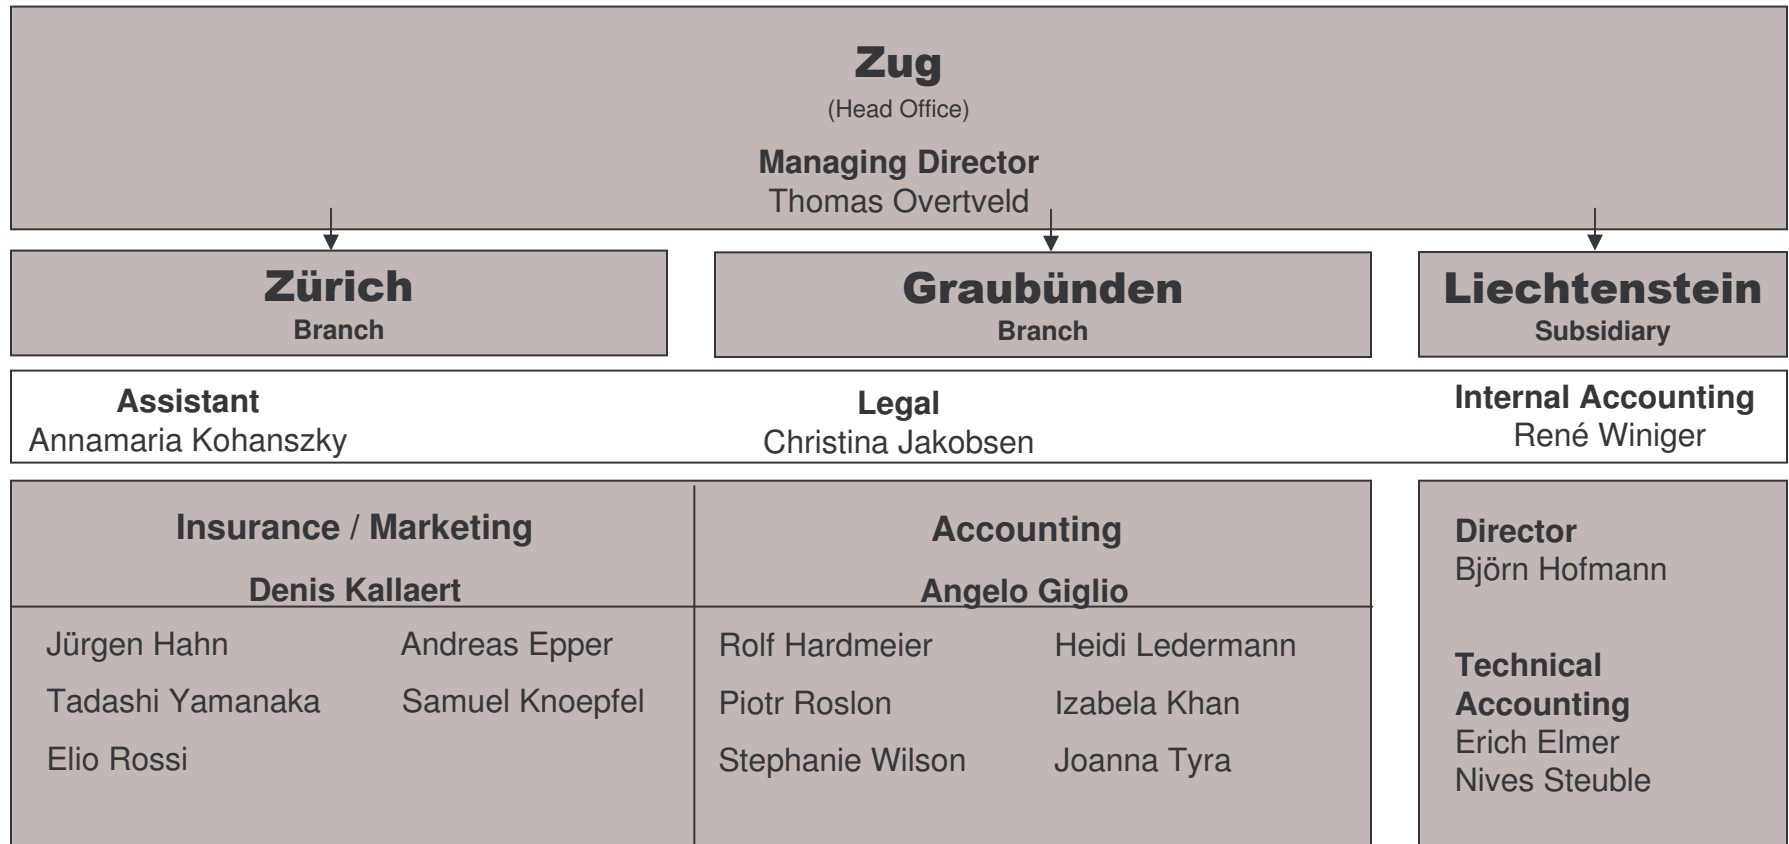 Zug
(Head Office)
Managing Director
Thomas Overtveld
Zürich
Branch
Graubünden
Branch
Liechtenstein
Subsidiary
Assistant
Annamaria Kohanszky
Legal
Christina Jakobsen
Internal Accounting
René Winiger
Insurance / Marketing
Denis Kallaert
Jürgen Hahn
Andreas Epper
Tadashi Yamanaka
Samuel Knoepfel
Elio Rossi
Accounting
Angelo Giglio
Rolf Hardmeier
Heidi Ledermann
Piotr Roslon
Izabela Khan
Stephanie Wilson
Joanna Tyra
Director
Björn Hofmann
Technical
Accounting
Erich Elmer
Nives Steuble